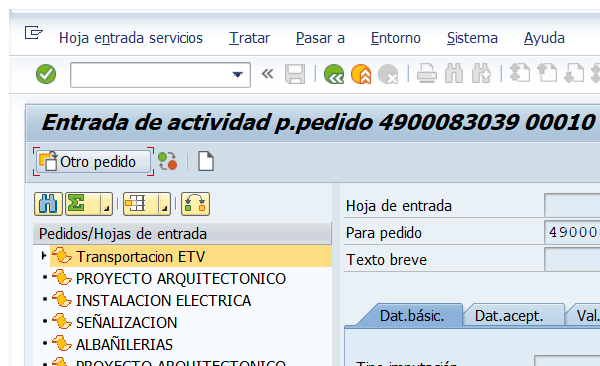 Hoja entrada servicios Tratar Pasar a Entorno Sistema Ayuda
Entrada de actividad p.pedido 4900083039 00010
Otro pedido
Pedidos/Hojas de entrada
Transportacion ETV
PROYECTO ARQUITECTONICO
INSTALACION ELECTRICA
SEÑALIZACION
ALBAÑILERIAS
PROYECTO ARQUITECTONICO
Hoja de entrada
Para pedido 49000
Texto breve
Dat.básic. Dat.acept. Val.
Tipo imputación